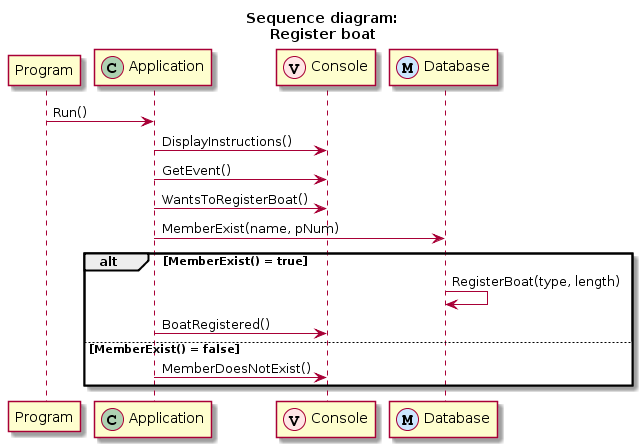 Sequence diagram:
Register boat
Program
C Application
V Console
M Database
Run()
DisplayInstructions()
GetEvent()
WantsToRegisterBoat()
MemberExist(name, pNum)
alt [MemberExist() = true]
RegisterBoat(type, length)
BoatRegistered()
[MemberExist() = false]
MemberDoesNotExist()
Program
C Application
V Console
M Database